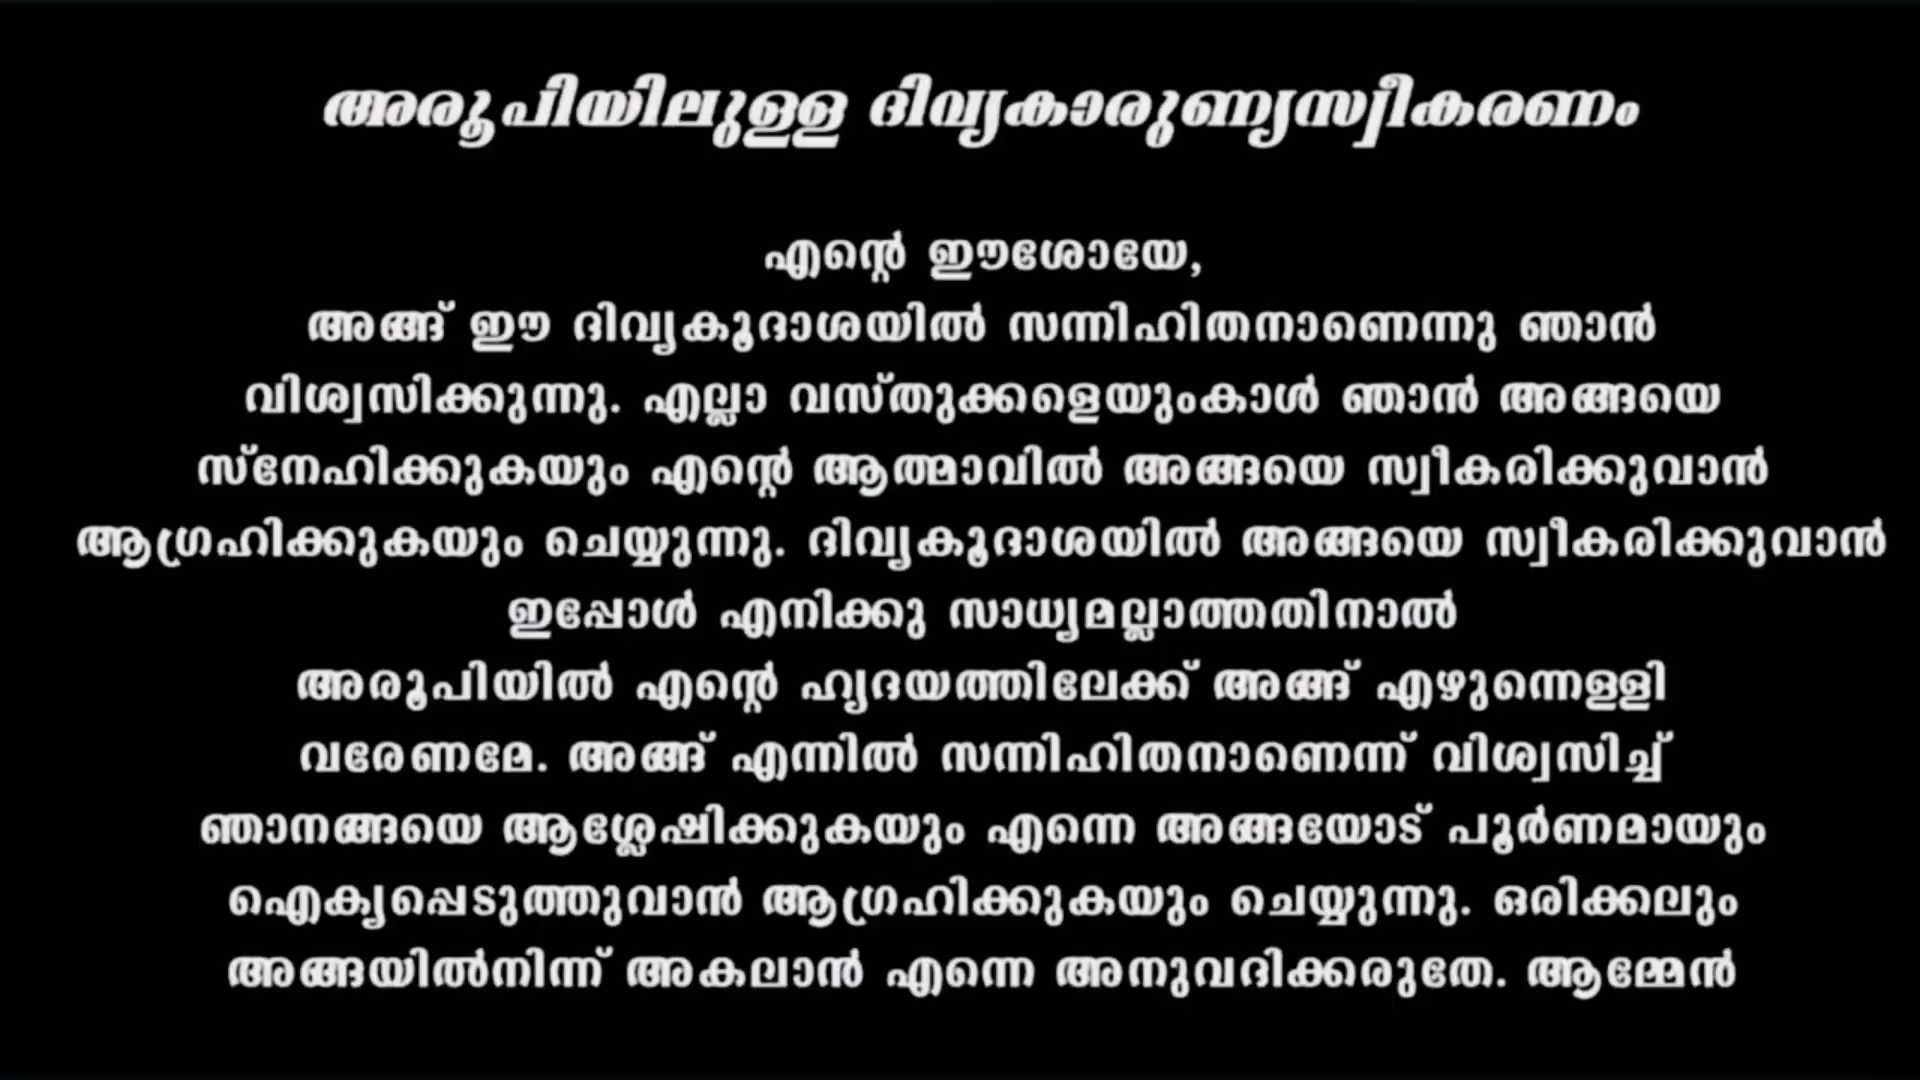 അരൂപിയിലുള്ള ദിവ്യകാരുണ്യസ്വീകരണം
എന്റെ ഈശോയേ,
അങ്ങ് ഈ ദിവ്യകൂദാശയിൽ സന്നിഹിതനാണെന്നു ഞാൻ
വിശ്വസിക്കുന്നു. എല്ലാ വസ്തുക്കളെയുംകാൾ ഞാൻ അങ്ങയെ
സ്നേഹിക്കുകയും എന്റെ ആത്മാവിൽ അങ്ങയെ സ്വീകരിക്കുവാൻ
ആഗ്രഹിക്കുകയും ചെയ്യുന്നു. ദിവ്യകൂദാശയിൽ അങ്ങയെ സ്വീകരിക്കുവാൻ
ഇപ്പോൾ എനിക്കു സാധ്യമല്ലാത്തതിനാൽ
അരൂപിയിൽ എന്റെ ഹൃദയത്തിലേക്ക് അങ്ങ് എഴുന്നെള്ളി
വരേണമേ. അങ്ങ് എന്നിൽ സന്നിഹിതനാണെന്ന് വിശ്വസിച്ച്
ഞാനങ്ങയെ ആശ്ലേഷിക്കുകയും എന്നെ അങ്ങയോട് പൂർണമായും
ഐക്യപ്പെടുത്തുവാൻ ആഗ്രഹിക്കുകയും ചെയ്യുന്നു. ഒരിക്കലും
അങ്ങയിൽനിന്ന് അകലാൻ എന്നെ അനുവദിക്കരുതേ. ആമ്മേൻ